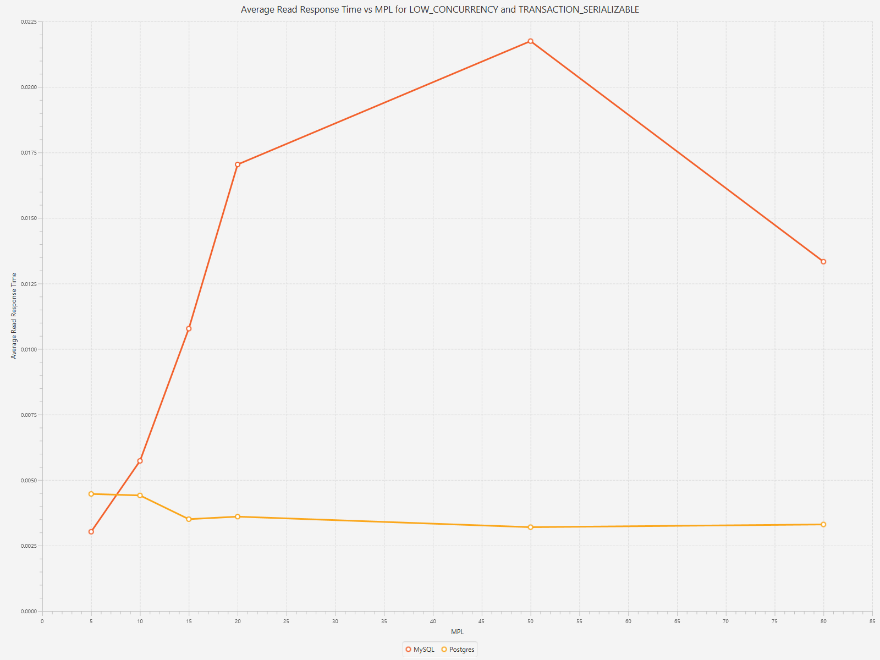 Average Read Response Time vs MPL for LOW_CONCURRENCY and TRANSACTION_SERIALIZABLE
0.0225
0.0200
0.0175
0.0150
0.0125
0.0100
0.0075
0.0050
0.0025
0.0000
Average Read Response Time
0 5 10 15 20 25 30 35 40 45 50 55 60 65 70 75 80 85
MPL
MySQL Postgres